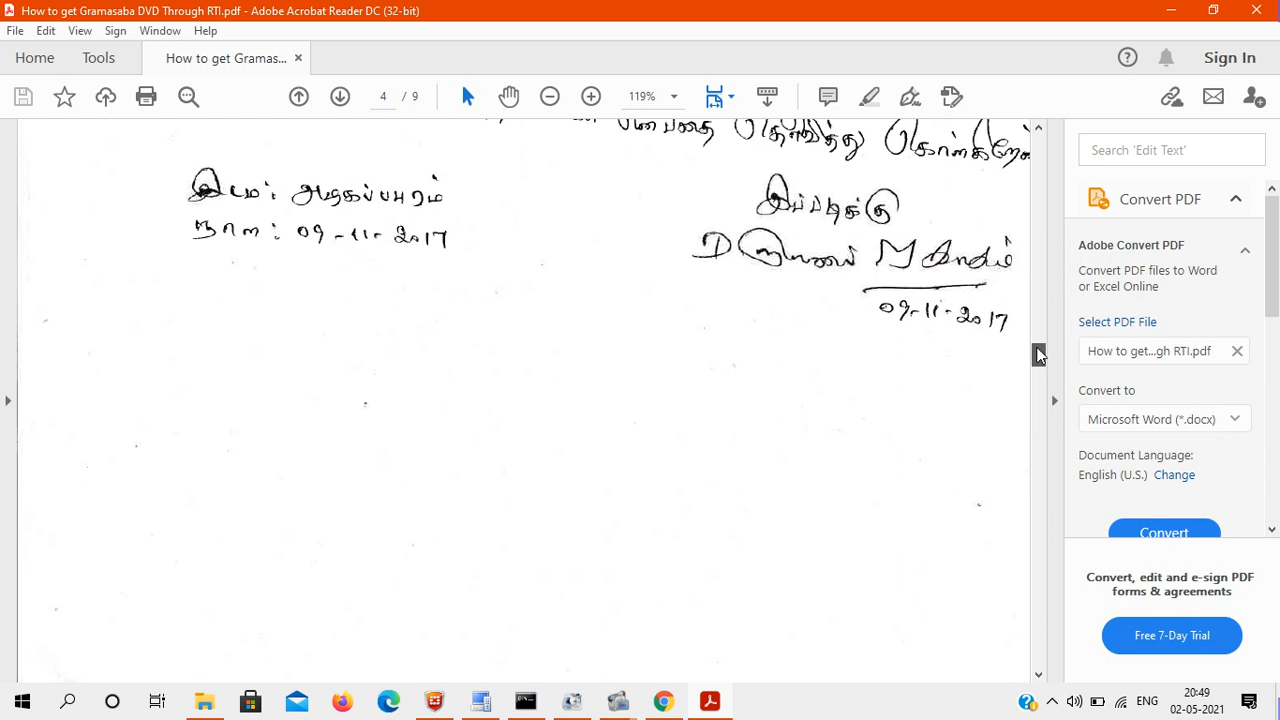 How to get Gramasaba DVD Through RTI.pdf - Adobe Acrobat Reader DC (32-bit)
File Edit View Sign Window Help
Home Tools How to get Gramas... × Sign In
4 / 9 119%
இடம்: அழகப்பபுரம்
நாள்: 09-11-2017
இப்படிக்கு
09-11-2017
Search 'Edit Text'
Convert PDF
Adobe Convert PDF
Convert PDF files to Word
or Excel Online
Select PDF File
How to get...gh RTI.pdf
Convert to
Microsoft Word (*.docx)
Document Language:
English (U.S.) Change
Convert
Convert, edit and e-sign PDF
forms & agreements
Free 7-Day Trial
ENG 20:49
02-05-2021